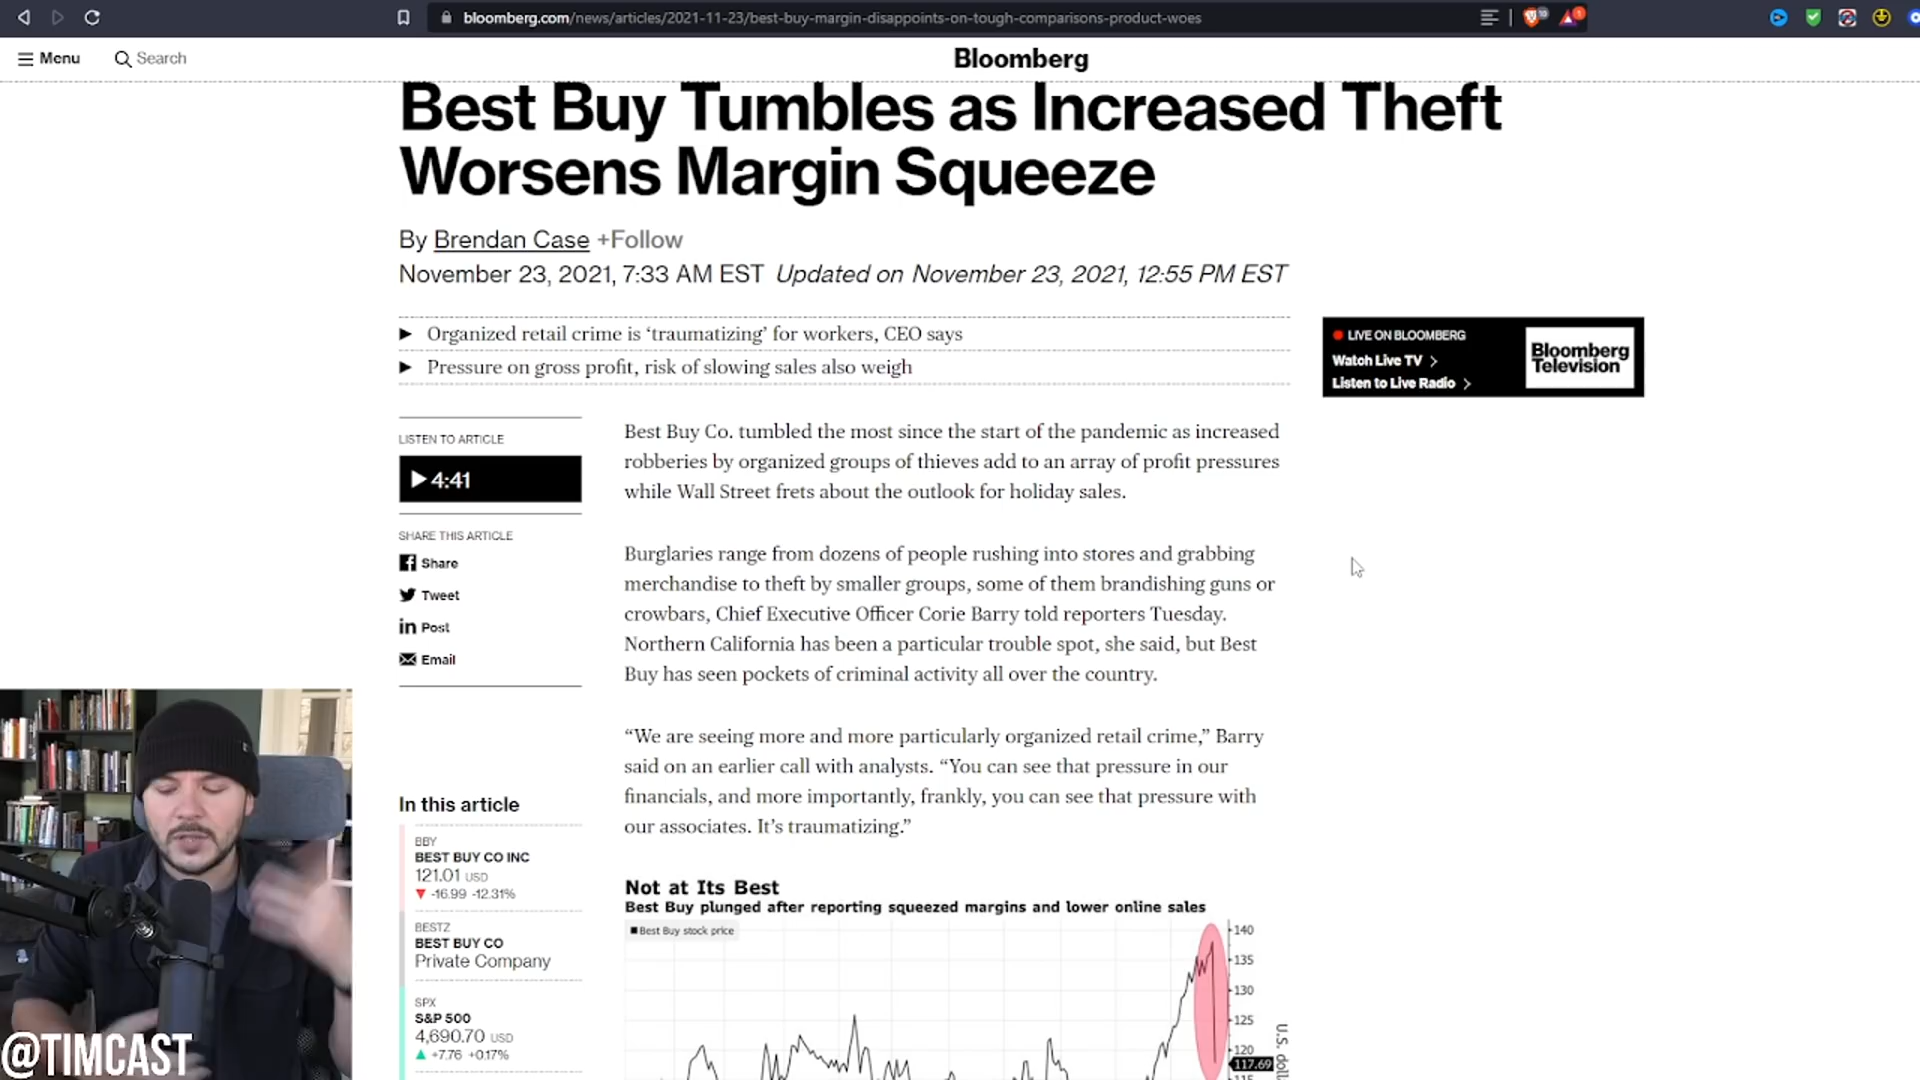 bloomberg.com/news/articles/2021-11-23/best-buy-margin-disappoints-on-tough-comparisons-product-woes
Menu
Search
Bloomberg
Best Buy Tumbles as Increased Theft
Worsens Margin Squeeze
By Brendan Case +Follow
November 23, 2021, 7:33 AM EST Updated on November 23, 2021, 12:55 PM EST
Organized retail crime is ‘traumatizing’ for workers, CEO says
Pressure on gross profit, risk of slowing sales also weigh
LIVE ON BLOOMBERG
Watch Live TV
Listen to Live Radio
Bloomberg
Television
LISTEN TO ARTICLE
4:41
SHARE THIS ARTICLE
Share
Tweet
Post
Email
Best Buy Co. tumbled the most since the start of the pandemic as increased
robberies by organized groups of thieves add to an array of profit pressures
while Wall Street frets about the outlook for holiday sales.
Burglaries range from dozens of people rushing into stores and grabbing
merchandise to theft by smaller groups, some of them brandishing guns or
crowbars, Chief Executive Officer Corie Barry told reporters Tuesday.
Northern California has been a particular trouble spot, she said, but Best
Buy has seen pockets of criminal activity all over the country.
“We are seeing more and more particularly organized retail crime,” Barry
said on an earlier call with analysts. “You can see that pressure in our
financials, and more importantly, frankly, you can see that pressure with
our associates. It’s traumatizing.”
In this article
BBY
BEST BUY CO INC
121.01 USD
▼ -16.99 -12.31%
BESTZ
BEST BUY CO
Private Company
SPX
S&P 500
4,690.70 USD
▲ +7.76 +0.17%
Not at Its Best
Best Buy plunged after reporting squeezed margins and lower online sales
Best Buy stock price
140
135
130
125
120
117.69
115
U.S. dolla
@TIMCAST